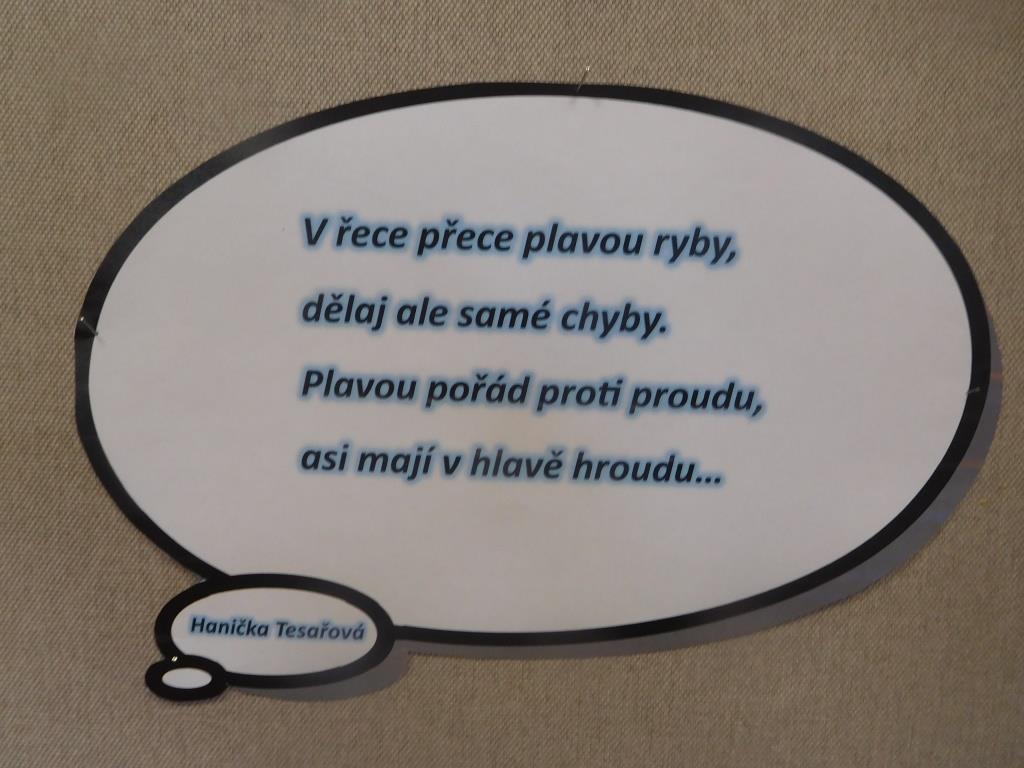 V řece přece plavou ryby,
dělaj ale samé chyby.
Plavou pořád proti proudu,
asi mají v hlavě hroudu...
Hanička Tesařová